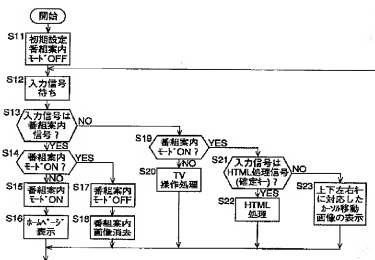 開始
S11
初期設定
番組案内
ﾓｰﾄﾞOFF
S12
入力信号
待ち
S13
入力信号は
番組案内
信号?
NO
YES
S14
番組案内
ﾓｰﾄﾞON?
YES
NO
S15
番組案内
ﾓｰﾄﾞON
S16
ﾎｰﾑﾍﾟｰｼﾞ
表示
S17
番組案内
ﾓｰﾄﾞOFF
S18
番組案内
画像消去
S19
番組案内
ﾓｰﾄﾞON?
YES
NO
S20
TV
操作処理
S21
入力信号は
HTML処理信号
(確定ｷｰ)?
NO
YES
S22
HTML
処理
S23
上下左右ｷｰ
に対応した
ｶｰｿﾙ移動
画像の表示